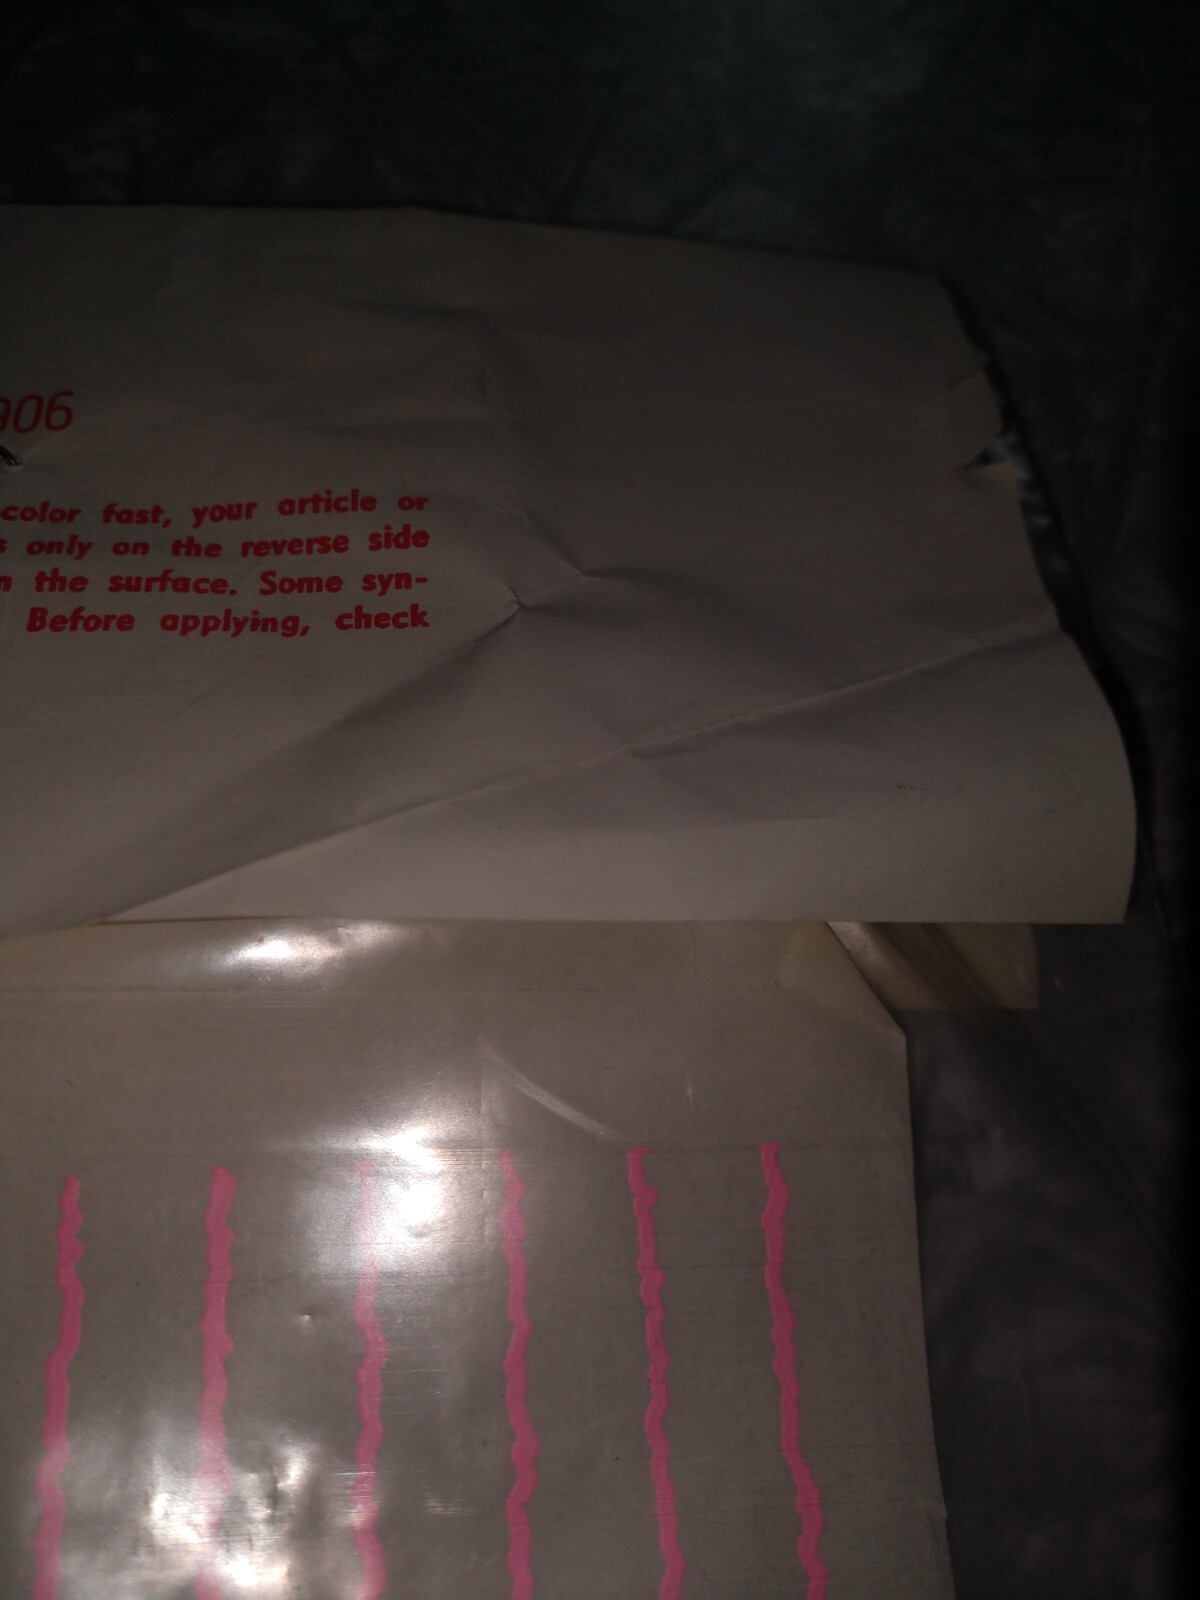 906
color fast, your article or
only on the reverse side
the surface. Some syn-
Before applying, check